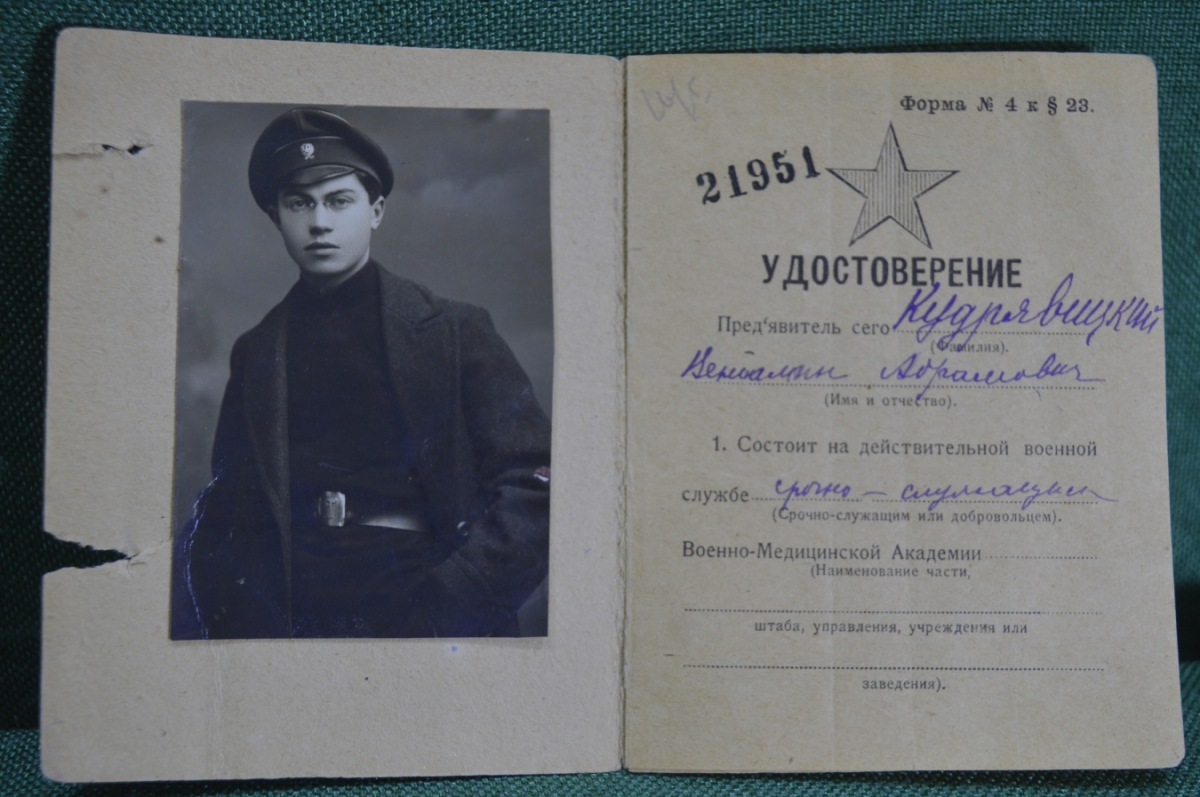 Форма № 4 к § 23.
21951
УДОСТОВЕРЕНИЕ
Пред‘явитель сего Кудрявицкий
(Фамилия).
Вениамин Абрамович
(Имя и отчество).
1. Состоит на действительной военной
службе срочно – служащим
(Срочно-служащим или добровольцем).
Военно-Медицинской Академии
(Наименование части,
штаба, управления, учреждения или
заведения).